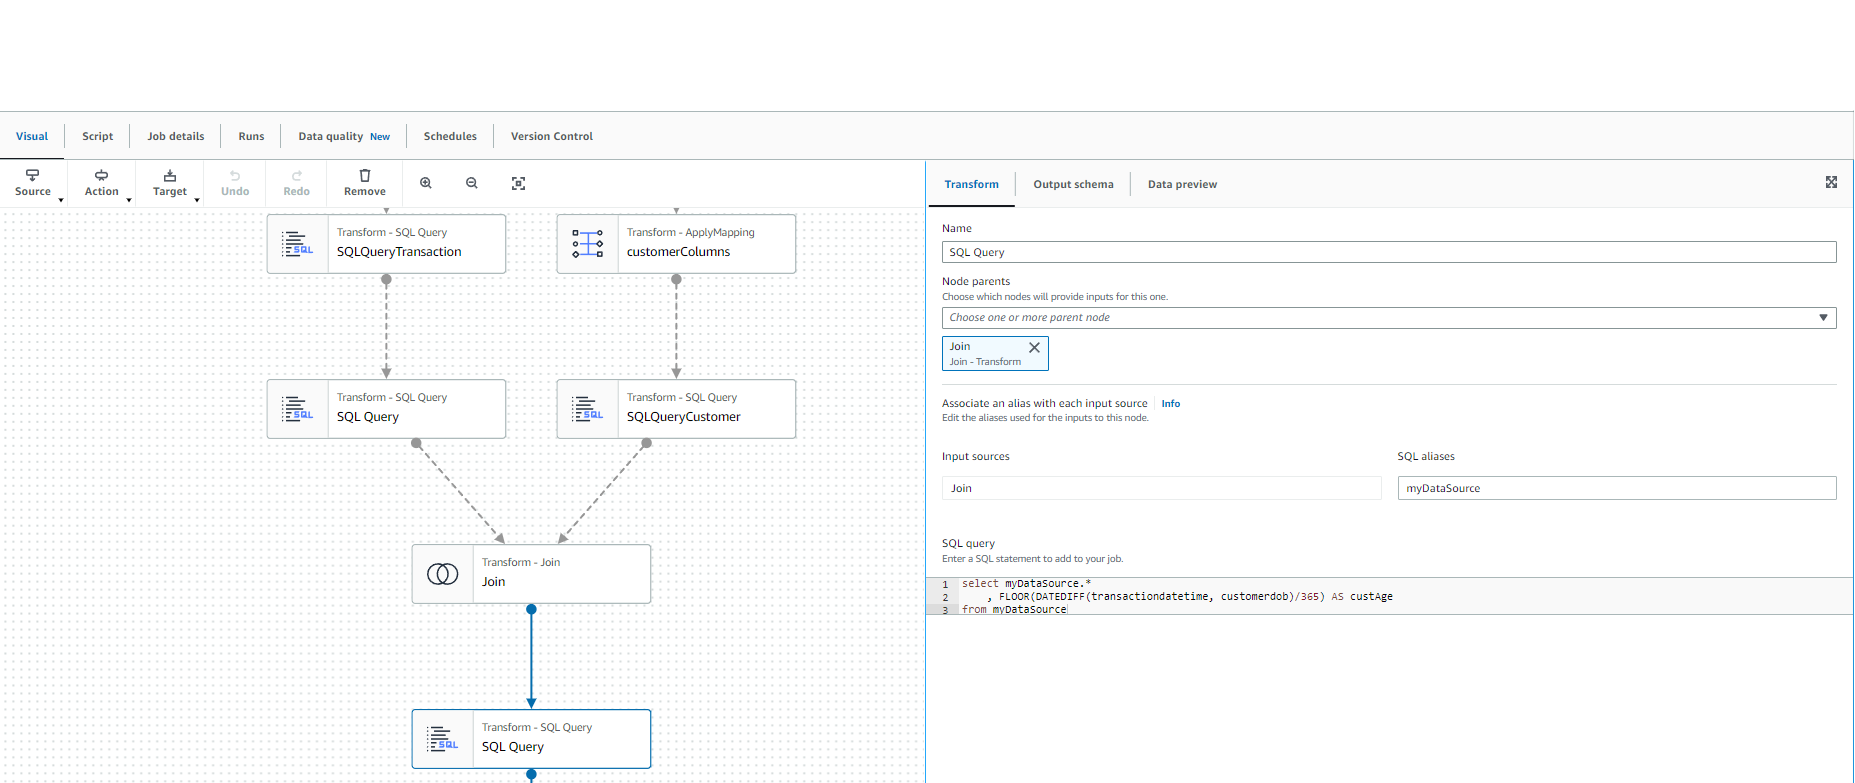 Visual
Script
Job details
Runs
Data quality New
Schedules
Version Control
Source
Action
Target
Undo
Redo
Remove
Transform - SQL Query
SQLQueryTransaction
Transform - ApplyMapping
customerColumns
Transform - SQL Query
SQL Query
Transform - SQL Query
SQLQueryCustomer
Transform - Join
Join
Transform - SQL Query
SQL Query
Transform
Output schema
Data preview
Name
SQL Query
Node parents
Choose which nodes will provide inputs for this one.
Choose one or more parent node
Join
Join - Transform
Associate an alias with each input source Info
Edit the aliases used for the inputs to this node.
Input sources
SQL aliases
Join
myDataSource
SQL query
Enter a SQL statement to add to your job.
1 select myDataSource.*
2 , FLOOR(DATEDIFF(transactiondatetime, customerdob)/365) AS custAge
3 from myDataSource